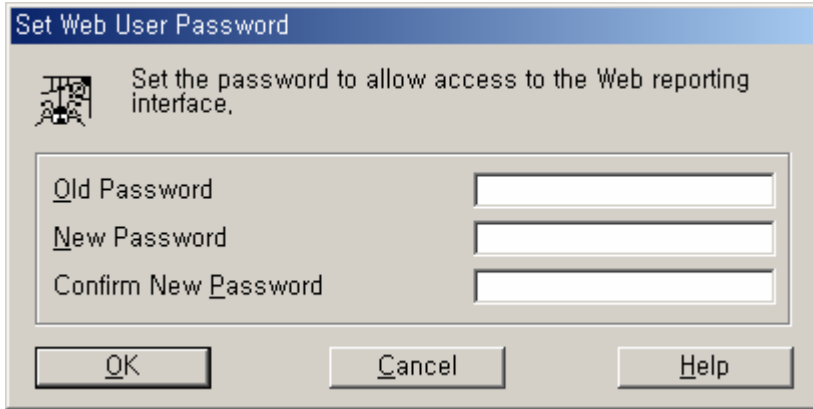 Set Web User Password
Set the password to allow access to the Web reporting
interface,
Old Password
New Password
Confirm New Password
OK
Cancel
Help